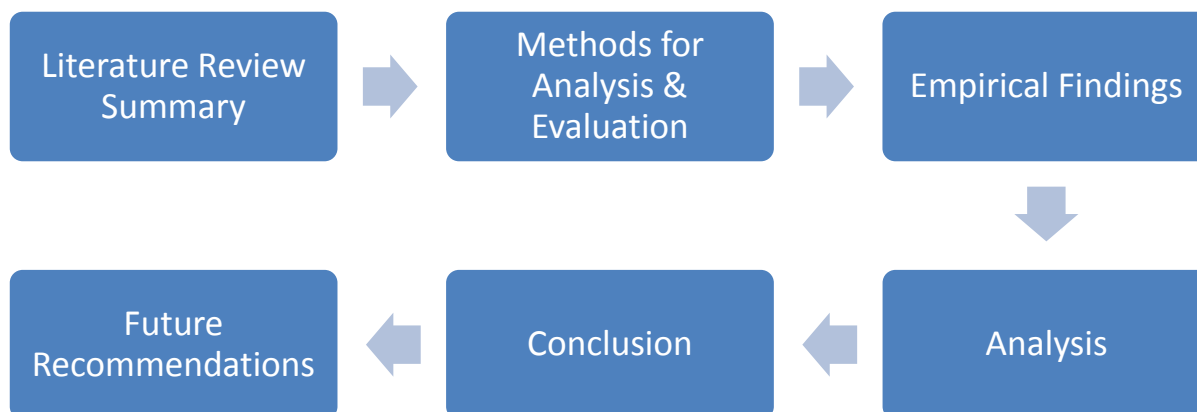 Literature Review
Summary
Methods for
Analysis &
Evaluation
Empirical Findings
Analysis
Conclusion
Future
Recommendations